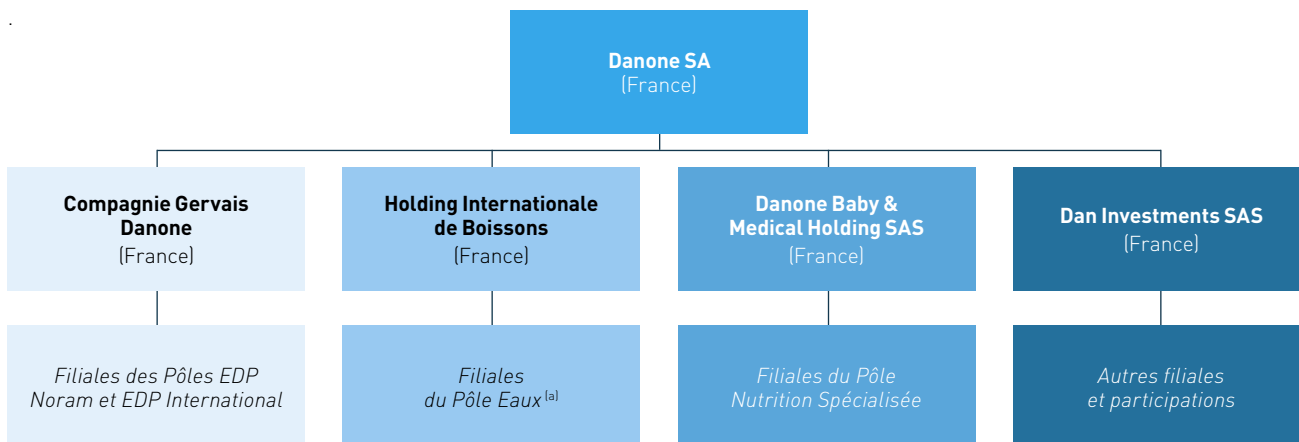 .
Danone SA
(France)
Compagnie Gervais
Danone
(France)
Holding Internationale
de Boissons
(France)
Danone Baby &
Medical Holding SAS
(France)
Dan Investments SAS
(France)
Filiales des Pôles EDP
Noram et EDP International
Filiales
du Pôle Eaux (a)
Filiales du Pôle
Nutrition Spécialisée
Autres filiales
et participations